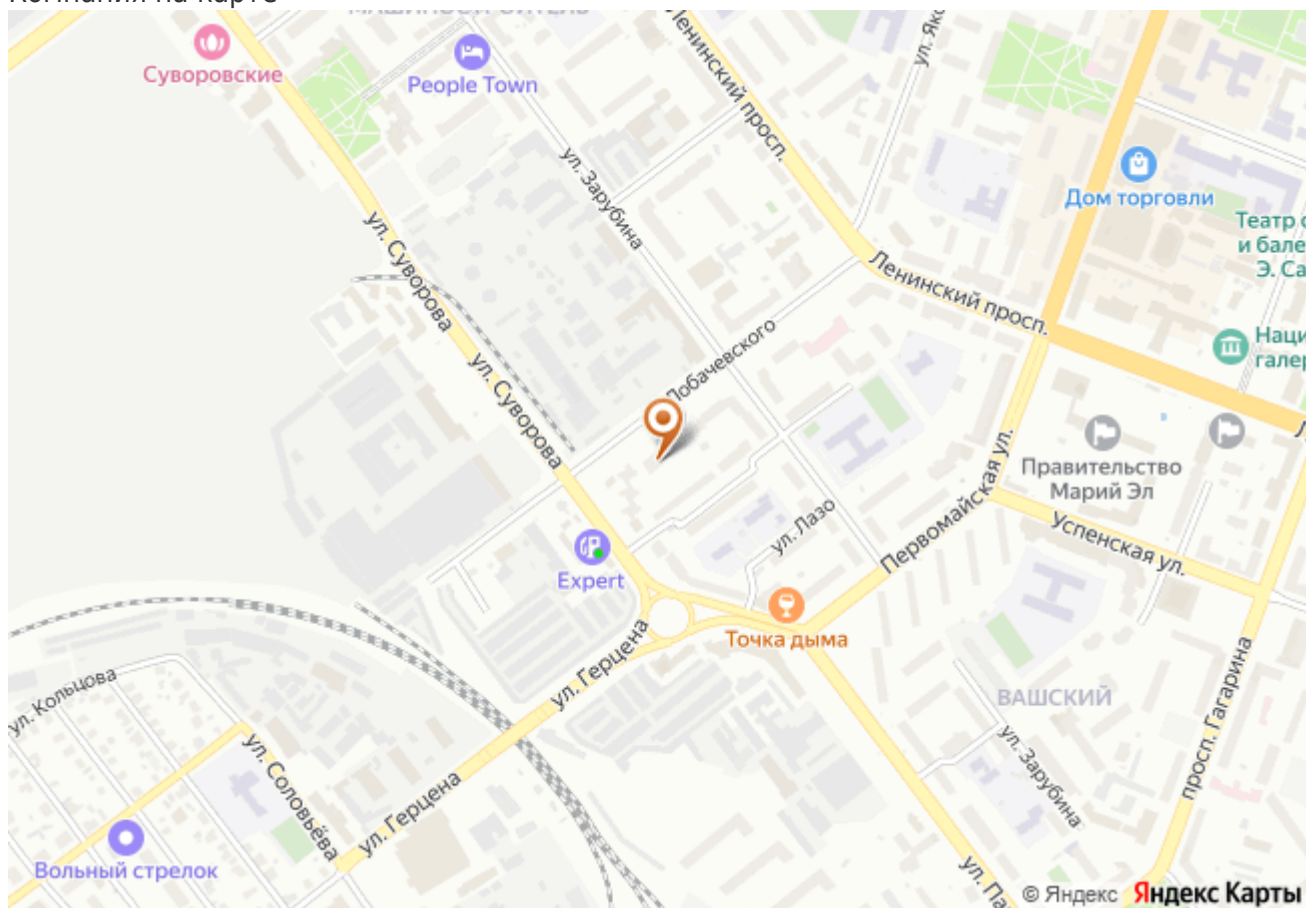 Суворовские
People Town
ул. Зарубина
Ленинский просп.
Дом торговли
ул. Суворова
Ленинский просп.
ул. Суворова
Лобачевского
Правительство
Марий Эл
Первомайская ул.
Успенская ул.
ул. Лазо
Expert
Точка дыма
ул. Герцена
ул. Кольцова
ВАШСКИЙ
просп. Гагарина
ул. Зарубина
ул. Соловьёва
ул. Герцена
Вольный стрелок
© Яндекс Яндекс Карты